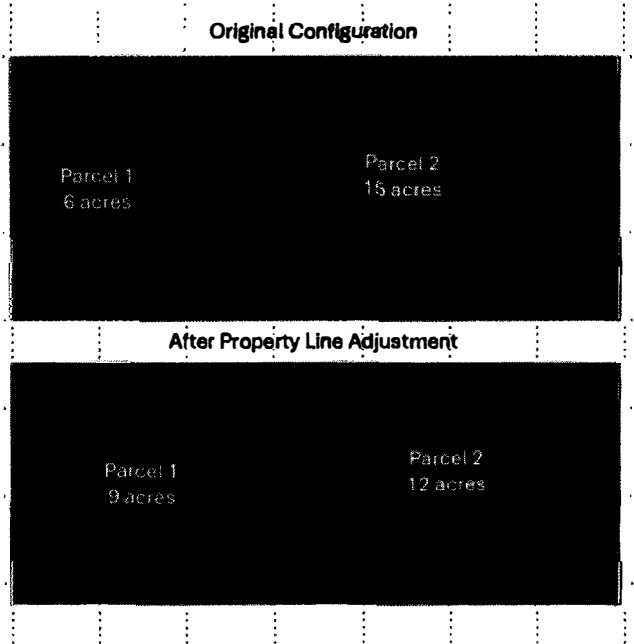 Original Configuration
Parcel 1
6 acres
Parcel 2
15 acres
After Property Line Adjustment
Parcel 1
9 acres
Parcel 2
12 acres